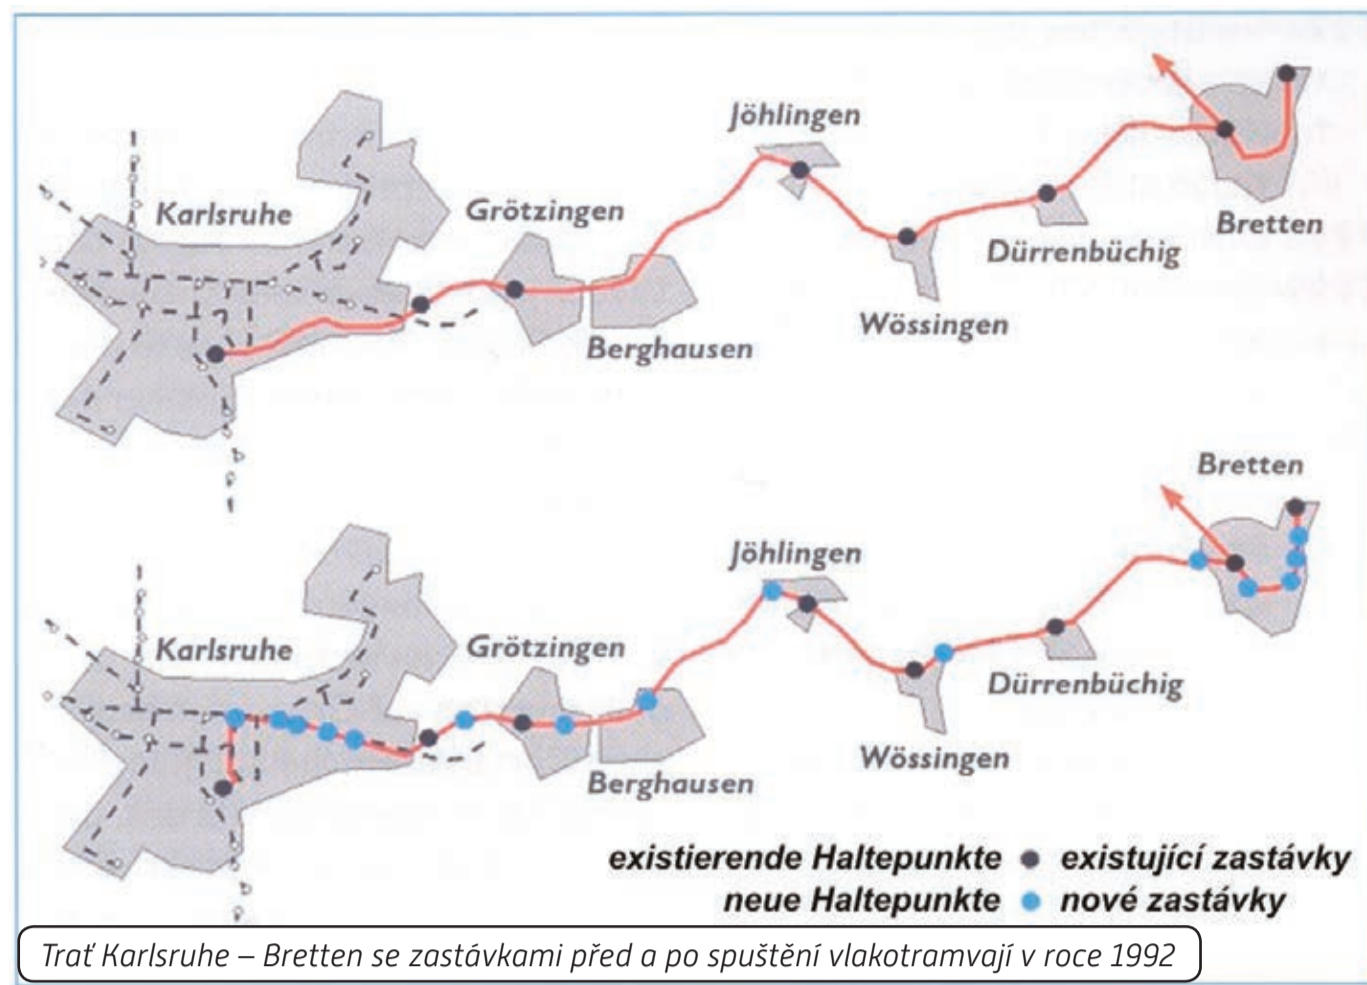 Jöhlingen
Karlsruhe
Grötzingen
Bretten
Dürrenbüchig
Wössingen
Berghausen
Bretten
Jöhlingen
Karlsruhe
Grötzingen
Dürrenbüchig
Wössingen
Berghausen
existierende Haltepunkte existující zastávky
neue Haltepunkte nové zastávky
Trať Karlsruhe – Bretten se zastávkami před a po spuštění vlakotramvají v roce 1992